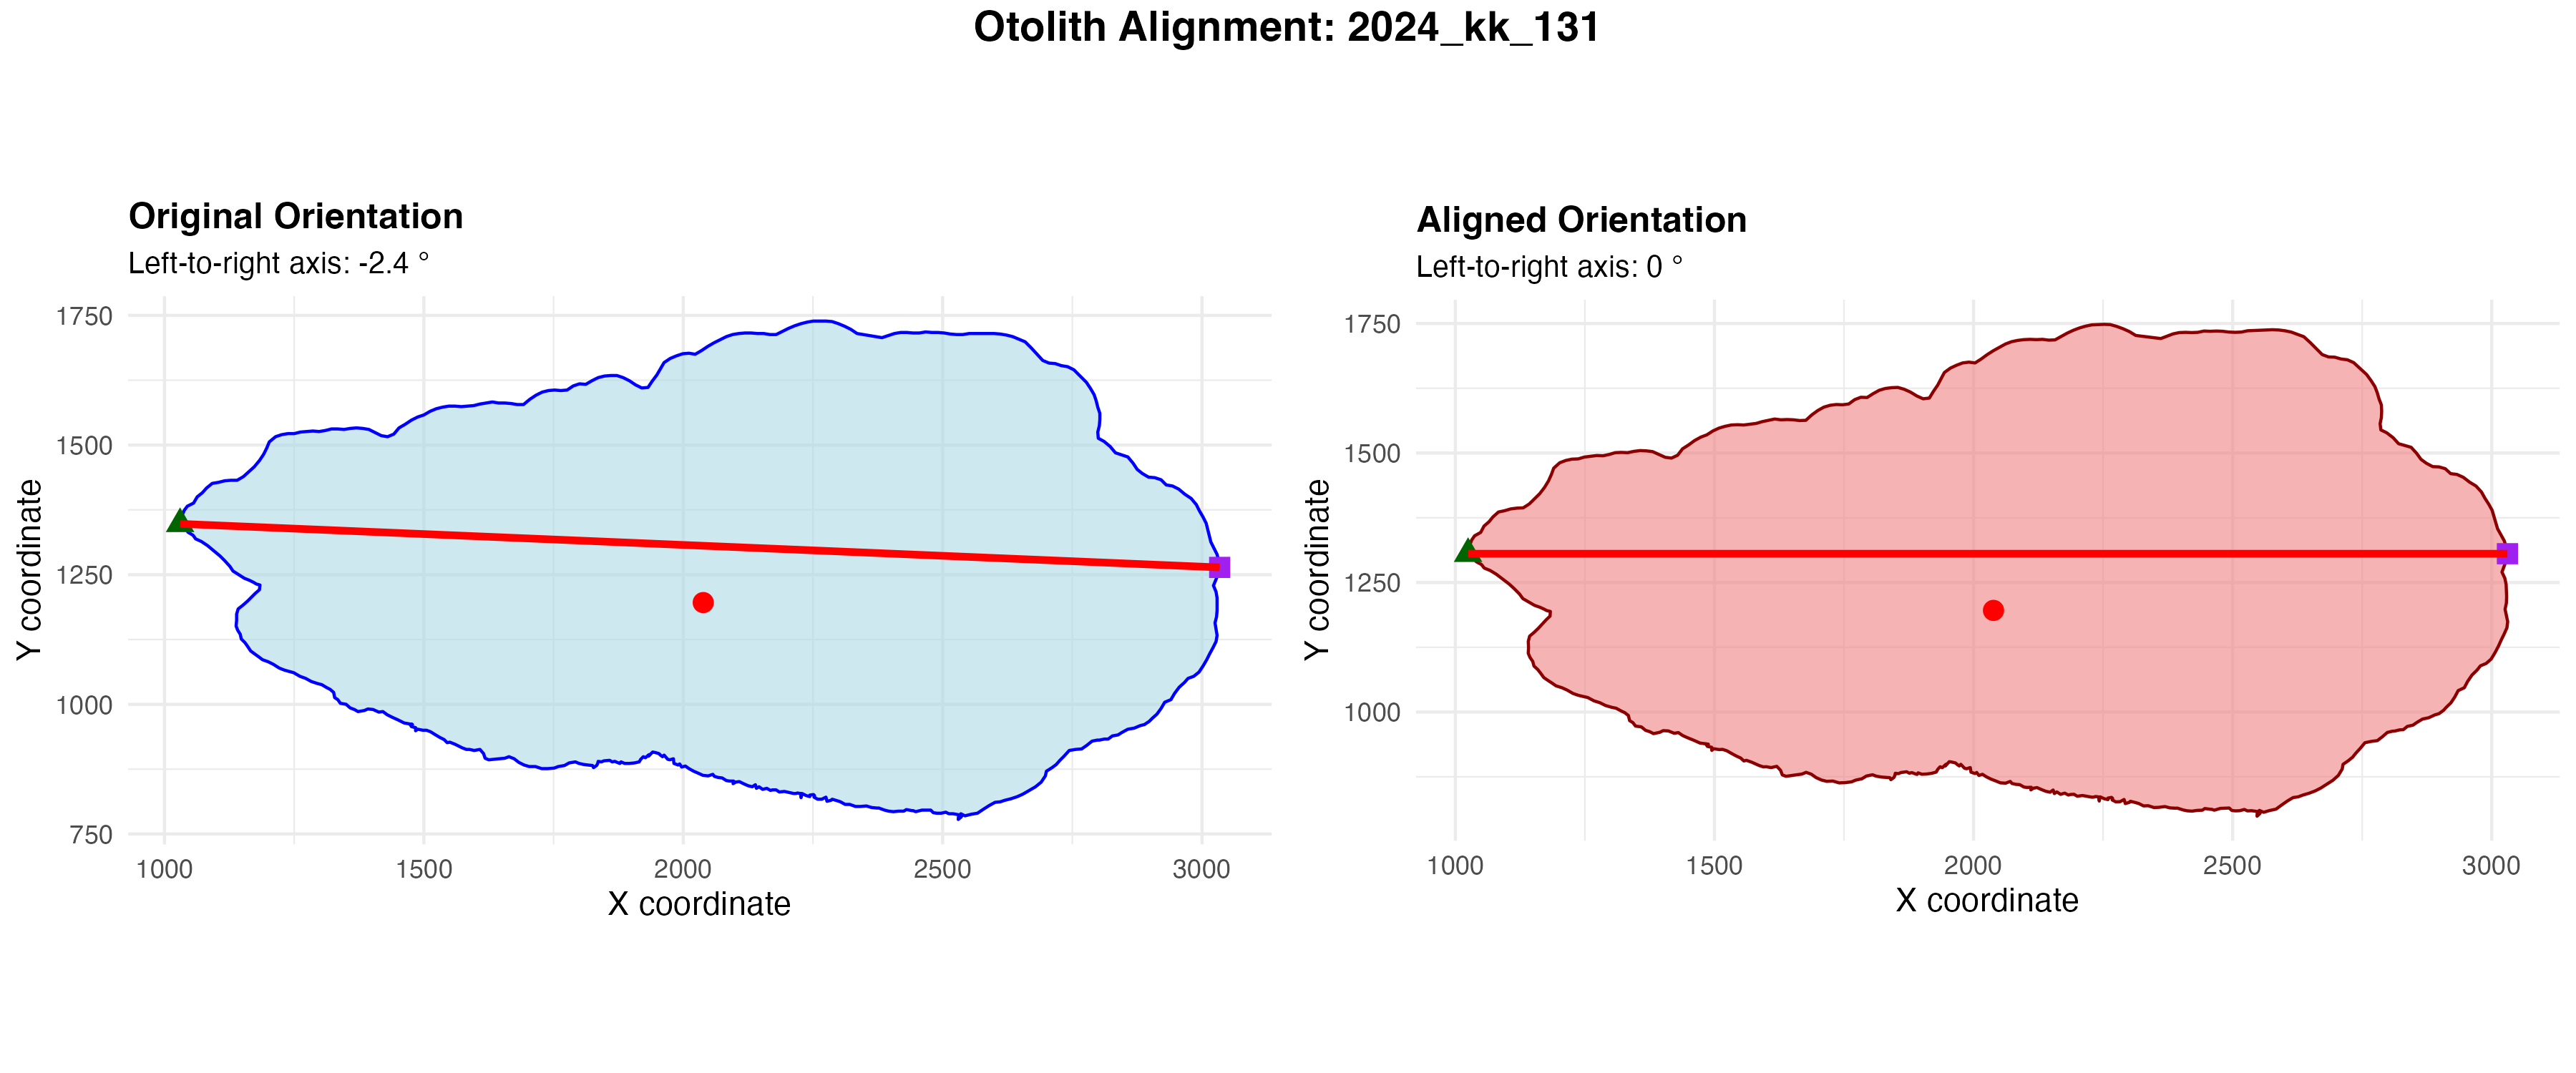 Otolith Alignment: 2024_kk_131
Original Orientation
Left-to-right axis: -2.4 °
1750
1500
1250
1000
750
Y coordinate
1000 1500 2000 2500 3000
X coordinate
Aligned Orientation
Left-to-right axis: 0 °
1750
1500
1250
1000
Y coordinate
1000 1500 2000 2500 3000
X coordinate